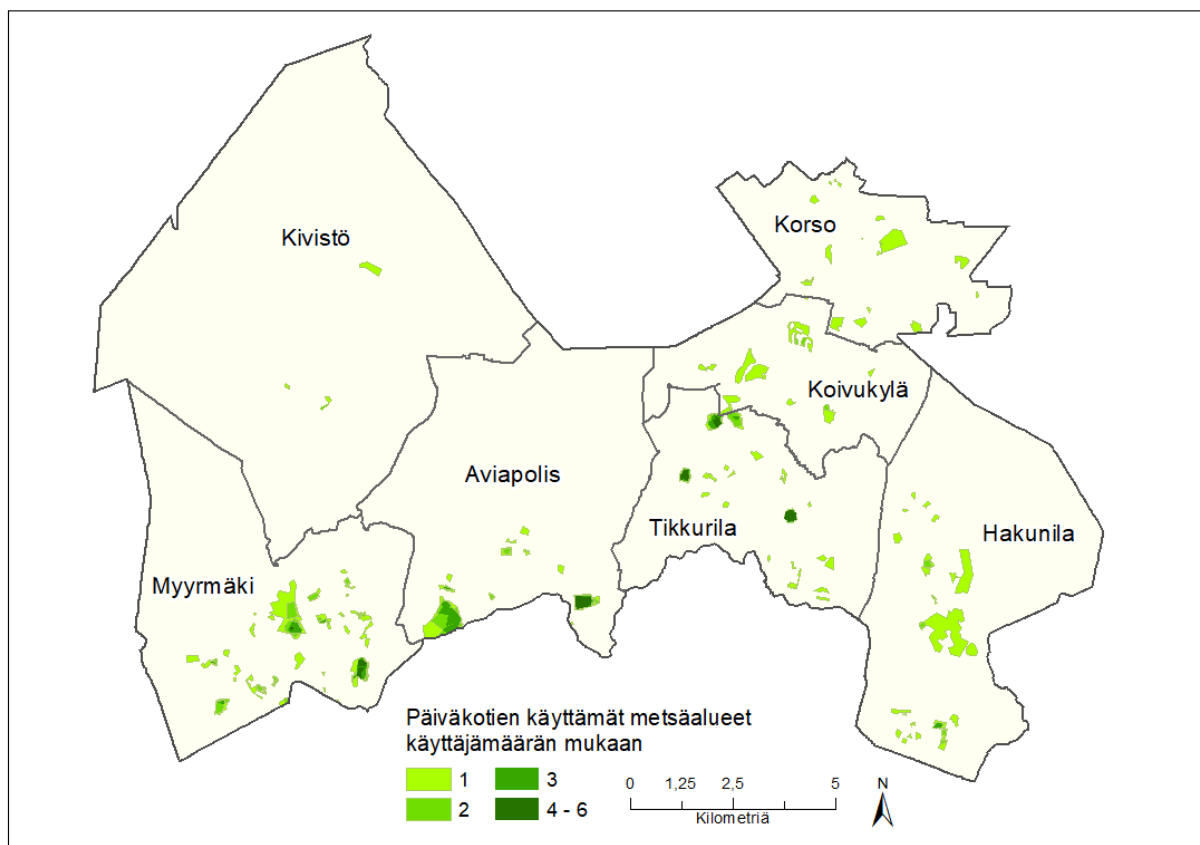 Korso
Kivistö
Koivukylä
Aviapolis
Tikkurila
Hakunila
Myyrmäki
Päiväkotien käyttämät metsäalueet
käyttäjämäärän mukaan
1
3
2
4 - 6
0
1,25
2,5
5
Kilometriä
N